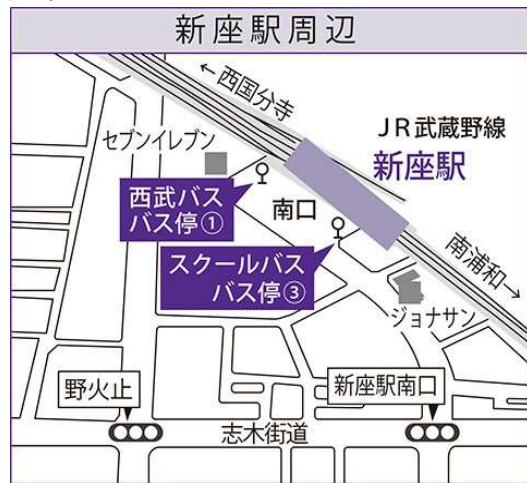 新座駅周辺
←西国分寺
JR武蔵野線
新座駅
セブンイレブン
西武バス
バス停①
南口
スクールバス
バス停③
南浦和→
ジョナサン
野火止
新座駅南口
志木街道